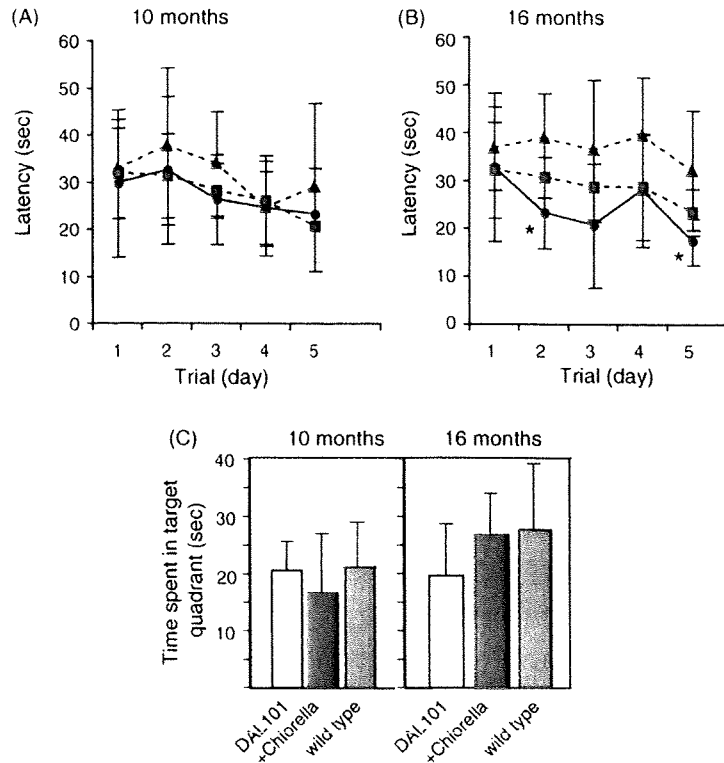 (A) 10 months
60
50
40
30
20
10
0
Latency (sec)
1 2 3 4 5
Trial (day)
(B) 16 months
60
50
40
30
20
10
0
Latency (sec)
*
*
1 2 3 4 5
Trial (day)
(C) 10 months 16 months
40
30
20
10
Time spent in target
quadrant (sec)
DAL101
+Chlorella
wild type
DAL101
+Chlorella
wild type